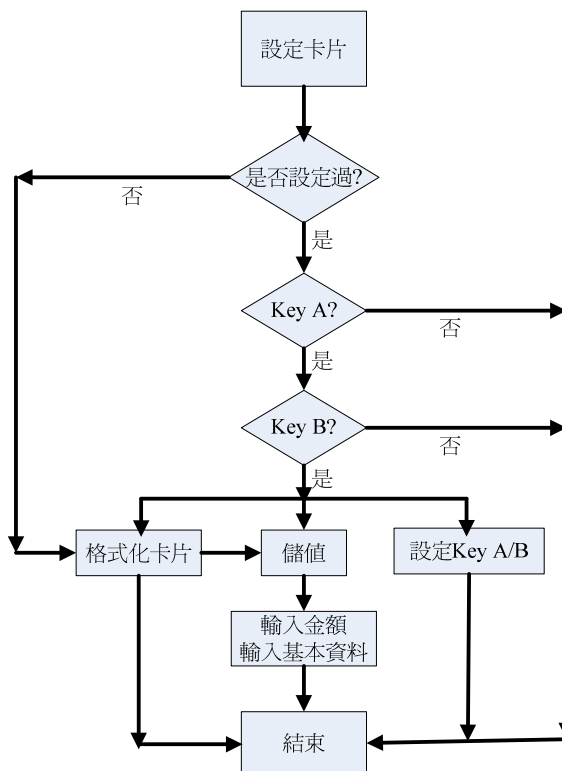 設定卡片
是否設定過?
否
是
Key A?
否
是
Key B?
否
是
格式化卡片
儲值
設定Key A/B
輸入金額
輸入基本資料
結束